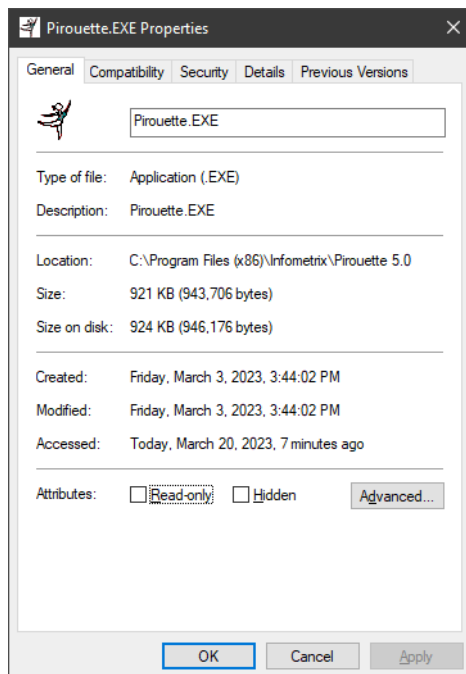 Pirouette.EXE Properties
General Compatibility Security Details Previous Versions
Pirouette.EXE
Type of file: Application (.EXE)
Description: Pirouette.EXE
Location: C:\Program Files (x86)\Infometrix\Pirouette 5.0
Size: 921 KB (943,706 bytes)
Size on disk: 924 KB (946,176 bytes)
Created: Friday, March 3, 2023, 3:44:02 PM
Modified: Friday, March 3, 2023, 3:44:02 PM
Accessed: Today, March 20, 2023, 7 minutes ago
Attributes: Read-only Hidden Advanced...
OK Cancel Apply